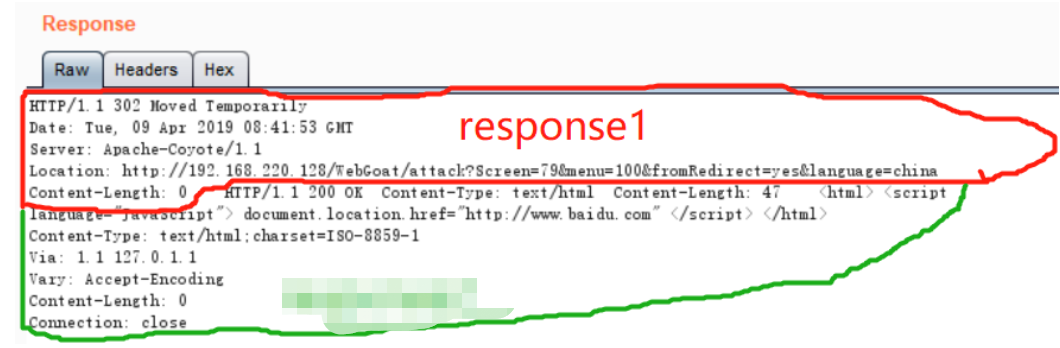 Response
Raw Headers Hex
HTTP/1.1 302 Moved Temporarily
Date: Tue, 09 Apr 2019 08:41:53 GMT
response1
Server: Apache-Coyote/1.1
Location: http://192.168.220.128/WebGoat/attack?Screen=79&menu=100&fromRedirect=yes&language=china
Content-Length: 0 HTTP/1.1 200 OK Content-Type: text/html Content-Length: 47 <html> <script
language="JavaScript"> document.location.href="http://www.baidu.com" </script> </html>
Content-Type: text/html;charset=ISO-8859-1
Via: 1.1 127.0.1.1
Vary: Accept-Encoding
Content-Length: 0
Connection: close